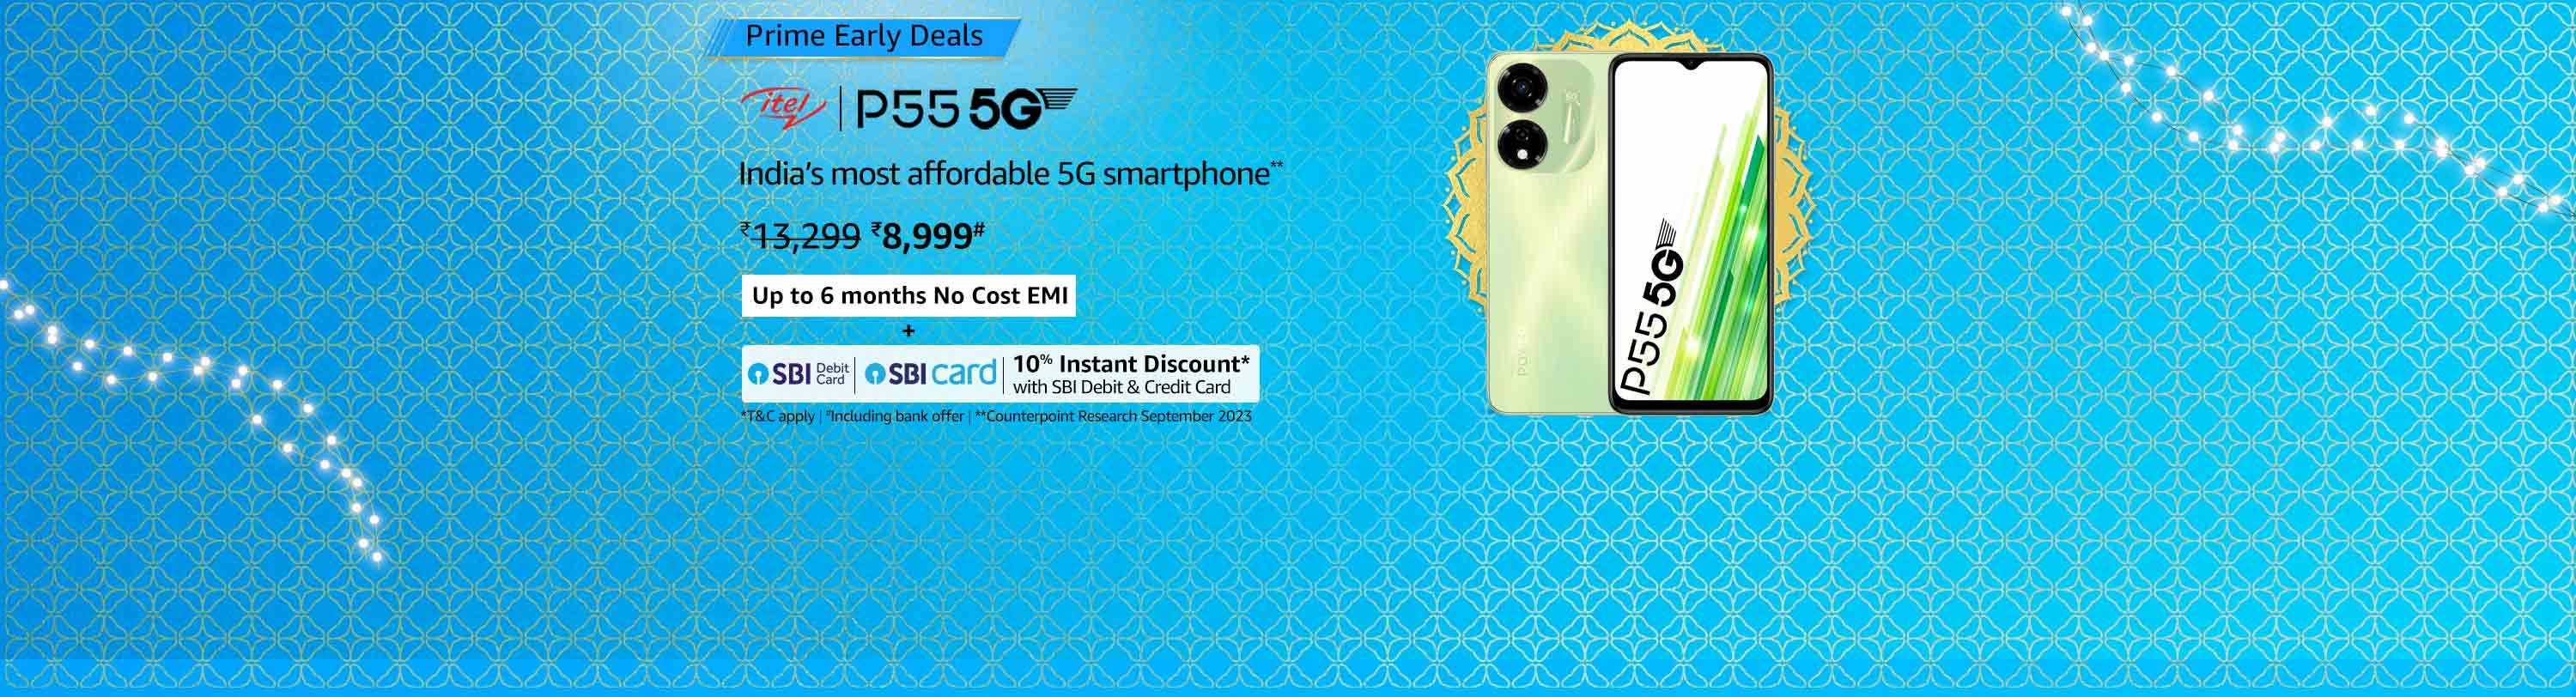 Prime Early Deals
itel | P55 5G
India's most affordable 5G smartphone**
₹13,299 ₹8,999#
Up to 6 months No Cost EMI
+
SBI Debit Card | SBI card | 10% Instant Discount*
with SBI Debit & Credit Card
*T&C apply | #Including bank offer | **Counterpoint Research September 2023
POWER
P55 5G